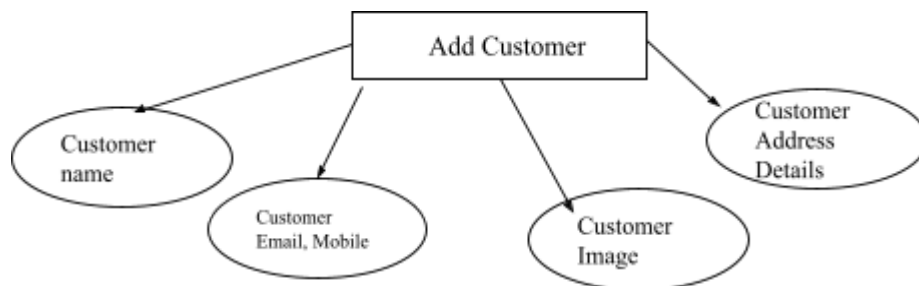 Add Customer
Customer
name
Customer
Email, Mobile
Customer
Image
Customer
Address
Details